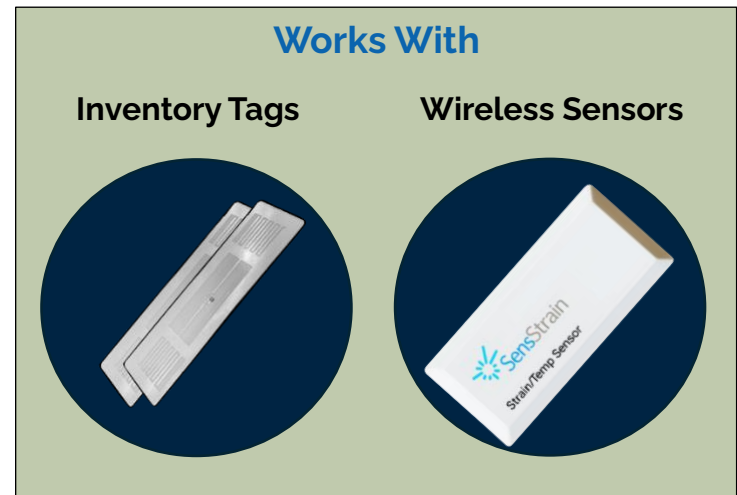 Works With
Inventory Tags
Wireless Sensors
SensStrain
Strain/Temp Sensor